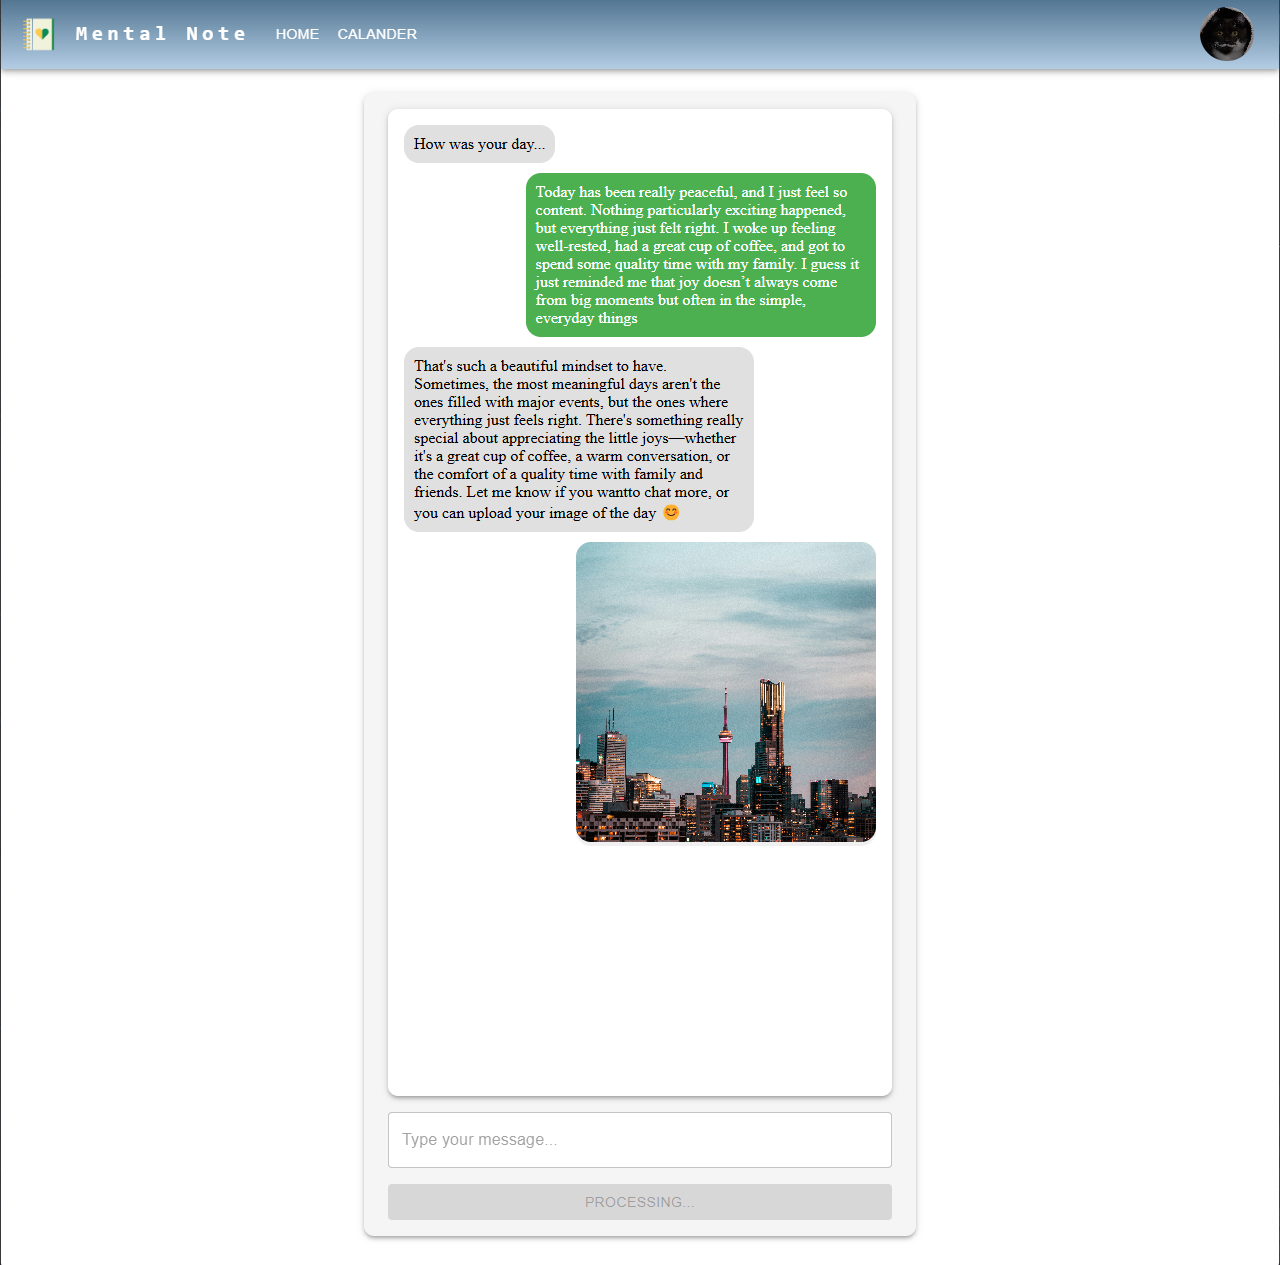 Mental Note
HOME
CALANDER
How was your day...
Today has been really peaceful, and I just feel so
content. Nothing particularly exciting happened,
but everything just felt right. I woke up feeling
well-rested, had a great cup of coffee, and got to
spend some quality time with my family. I guess it
just reminded me that joy doesn’t always come
from big moments but often in the simple,
everyday things
That's such a beautiful mindset to have.
Sometimes, the most meaningful days aren't the
ones filled with major events, but the ones where
everything just feels right. There's something really
special about appreciating the little joys—whether
it's a great cup of coffee, a warm conversation, or
the comfort of a quality time with family and
friends. Let me know if you wantto chat more, or
you can upload your image of the day 😊
Type your message...
PROCESSING...